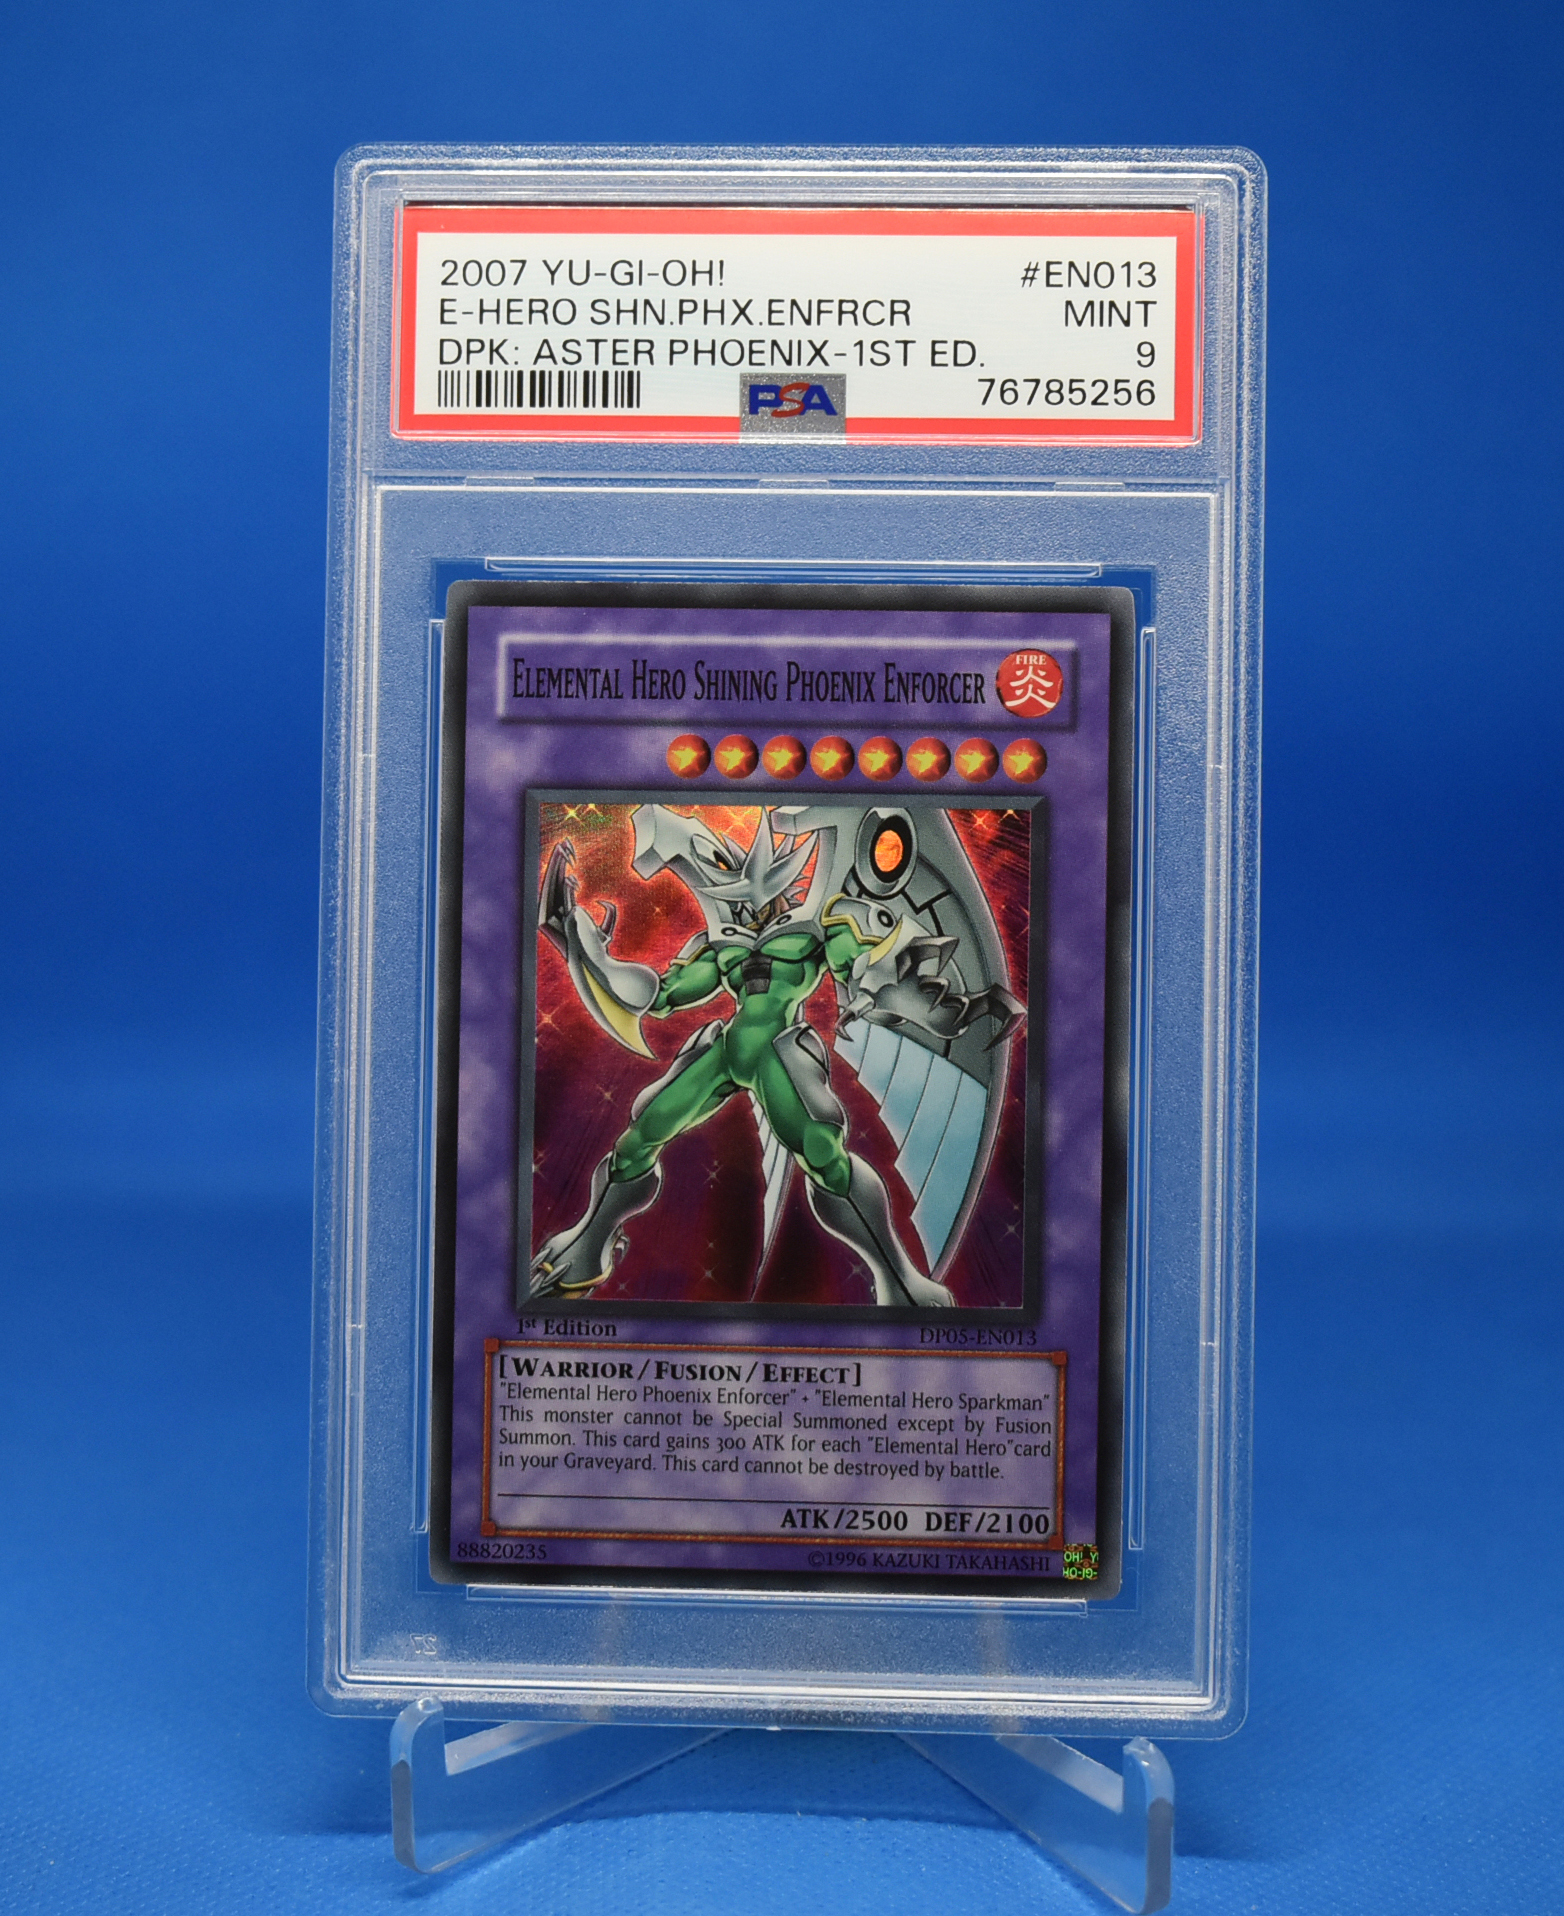 2007 YU-GI-OH! #EN013
E-HERO SHN.PHX.ENFRCR MINT
DPK: ASTER PHOENIX-1ST ED. 9
PSA 76785256
ELEMENTAL HERO SHINING PHOENIX ENFORCER
FIRE
炎
1st Edition DP05-EN013
[WARRIOR/FUSION/EFFECT]
"Elemental Hero Phoenix Enforcer" + "Elemental Hero Sparkman"
This monster cannot be Special Summoned except by Fusion
Summon. This card gains 300 ATK for each "Elemental Hero"card
in your Graveyard. This card cannot be destroyed by battle.
ATK/2500 DEF/2100
88820235 ©1996 KAZUKI TAKAHASHI
OH! Y
-GI-OH
27